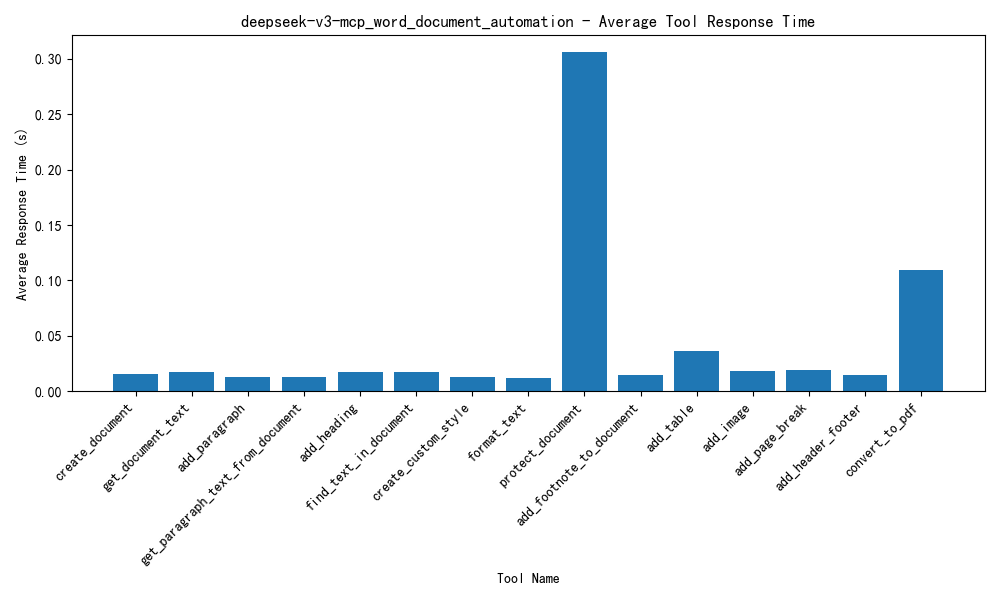 deepseek-v3-mcp_word_document_automation - Average Tool Response Time
Average Response Time (s)
0.30
0.25
0.20
0.15
0.10
0.05
0.00
create_document
get_document_text
add_paragraph
get_paragraph_text_from_document
add_heading
find_text_in_document
create_custom_style
format_text
protect_document
add_footnote_to_document
add_table
add_image
add_page_break
add_header_footer
convert_to_pdf
Tool Name